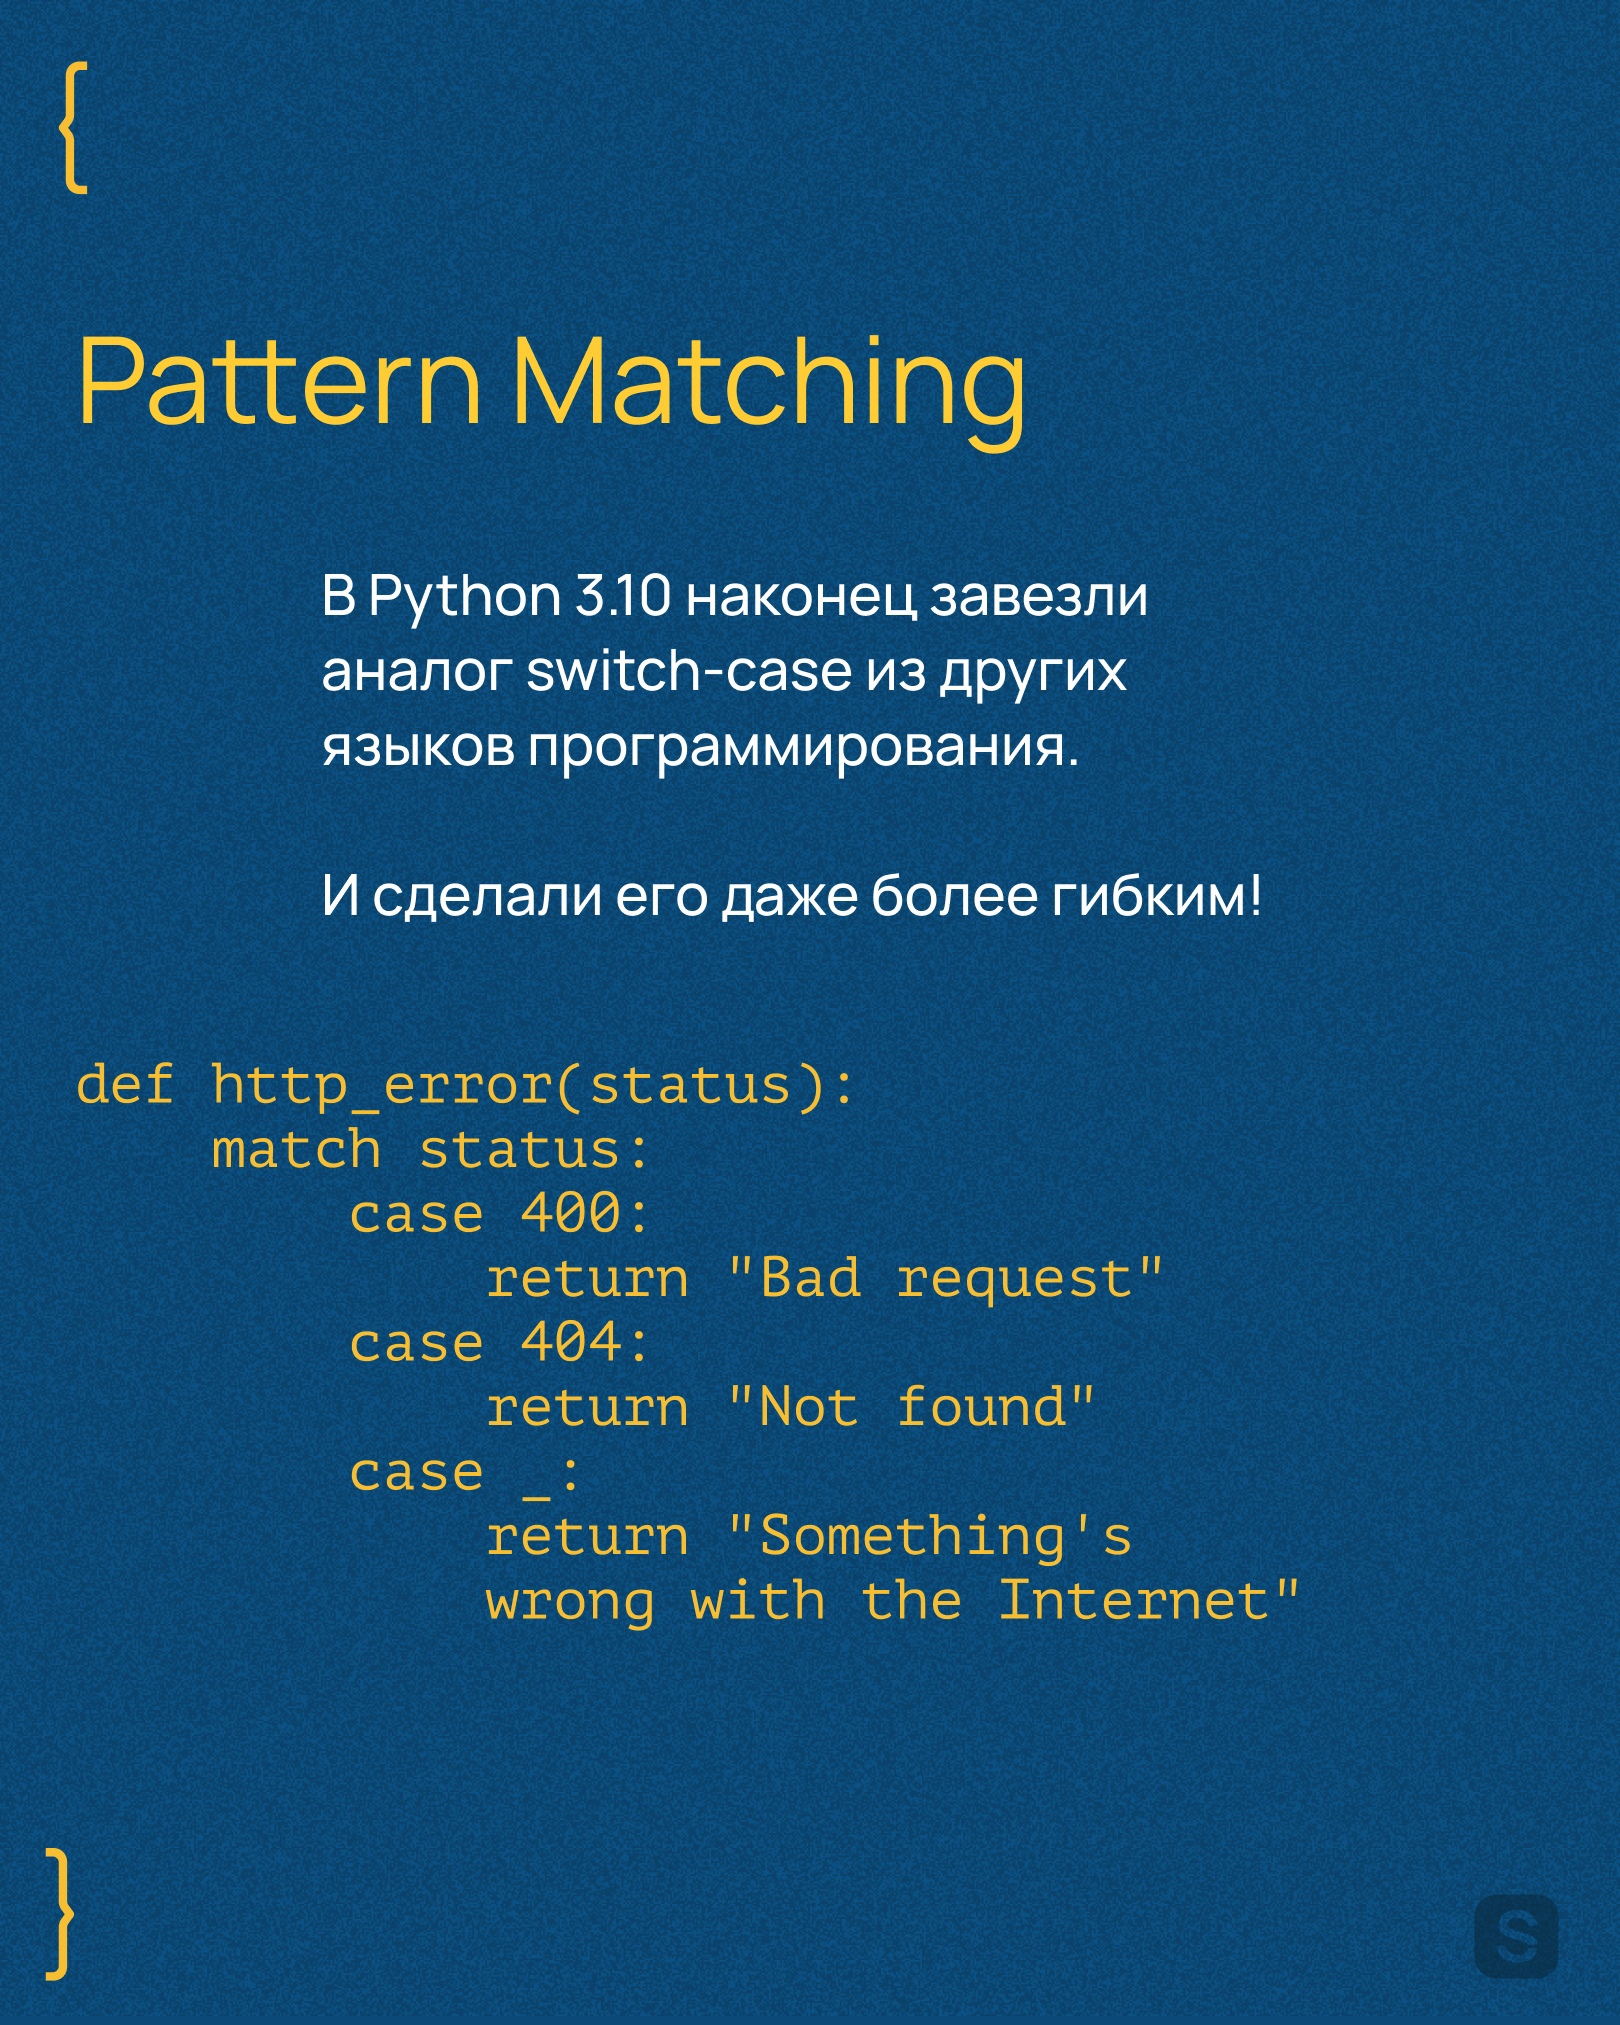 {
Pattern Matching
В Python 3.10 наконец завезли
аналог switch-case из других
языков программирования.
И сделали его даже более гибким!
def http_error(status):
    match status:
        case 400:
            return "Bad request"
        case 404:
            return "Not found"
        case _:
            return "Something's
            wrong with the Internet"
}
S